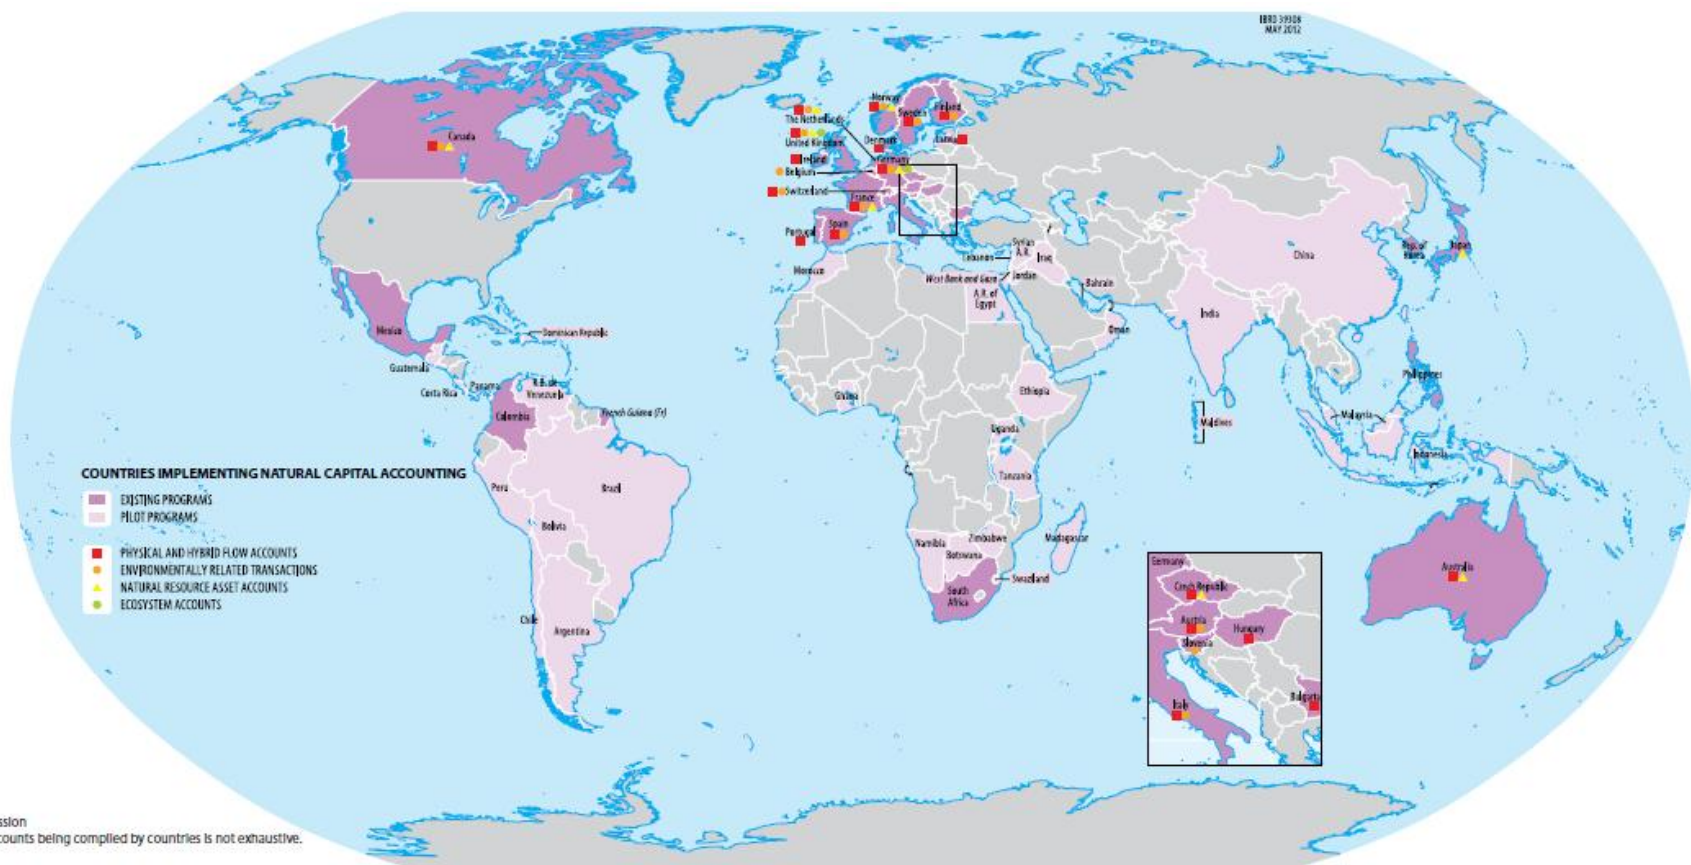 IBRD 39308
MAY 2012
Canada
Norway
Sweden
Finland
The Netherlands
United Kingdom
Denmark
Latvia
Ireland
Germany
Belgium
Switzerland
France
Portugal
Spain
Morocco
Lebanon
Syrian
A.R.
Iraq
West Bank and Gaza
Jordan
A.R. of
Egypt
Bahrain
Oman
China
India
Rep. of
Korea
Japan
Mexico
Dominican Republic
Guatemala
Costa Rica
Panama
R.B. de
Venezuela
Colombia
French Guiana (Fr)
Ghana
Ethiopia
Uganda
Tanzania
Maldives
Philippines
Malaysia
Indonesia
Peru
Brazil
Bolivia
Chile
Argentina
Namibia
Zimbabwe
Botswana
Madagascar
Swaziland
South
Africa
Australia
COUNTRIES IMPLEMENTING NATURAL CAPITAL ACCOUNTING
EXISTING PROGRAMS
PILOT PROGRAMS
PHYSICAL AND HYBRID FLOW ACCOUNTS
ENVIRONMENTALLY RELATED TRANSACTIONS
NATURAL RESOURCE ASSET ACCOUNTS
ECOSYSTEM ACCOUNTS
Germany
Czech Republic
Austria
Hungary
Slovenia
Bulgaria
Italy
ssion
counts being compiled by countries is not exhaustive.